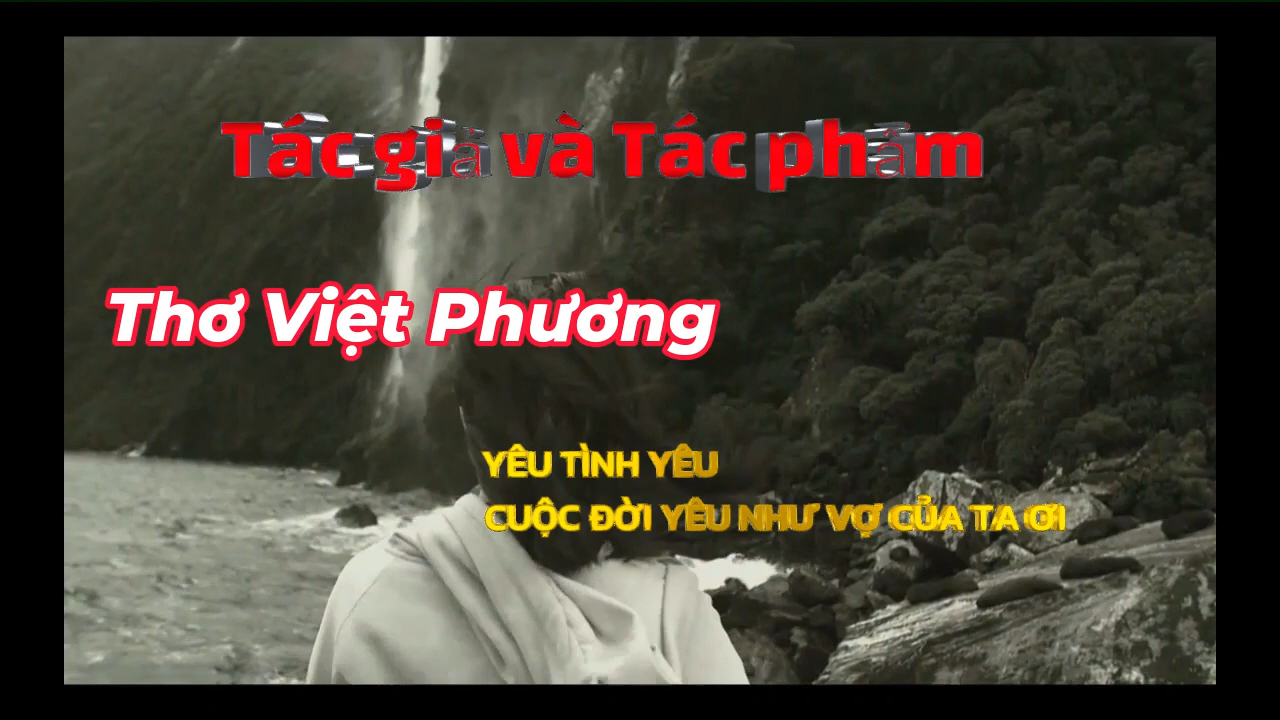 Tác giả và Tác phẩm
Thơ Việt Phương
YÊU TÌNH YÊU
CUỘC ĐỜI YÊU NHƯ VỢ CỦA TA ƠI